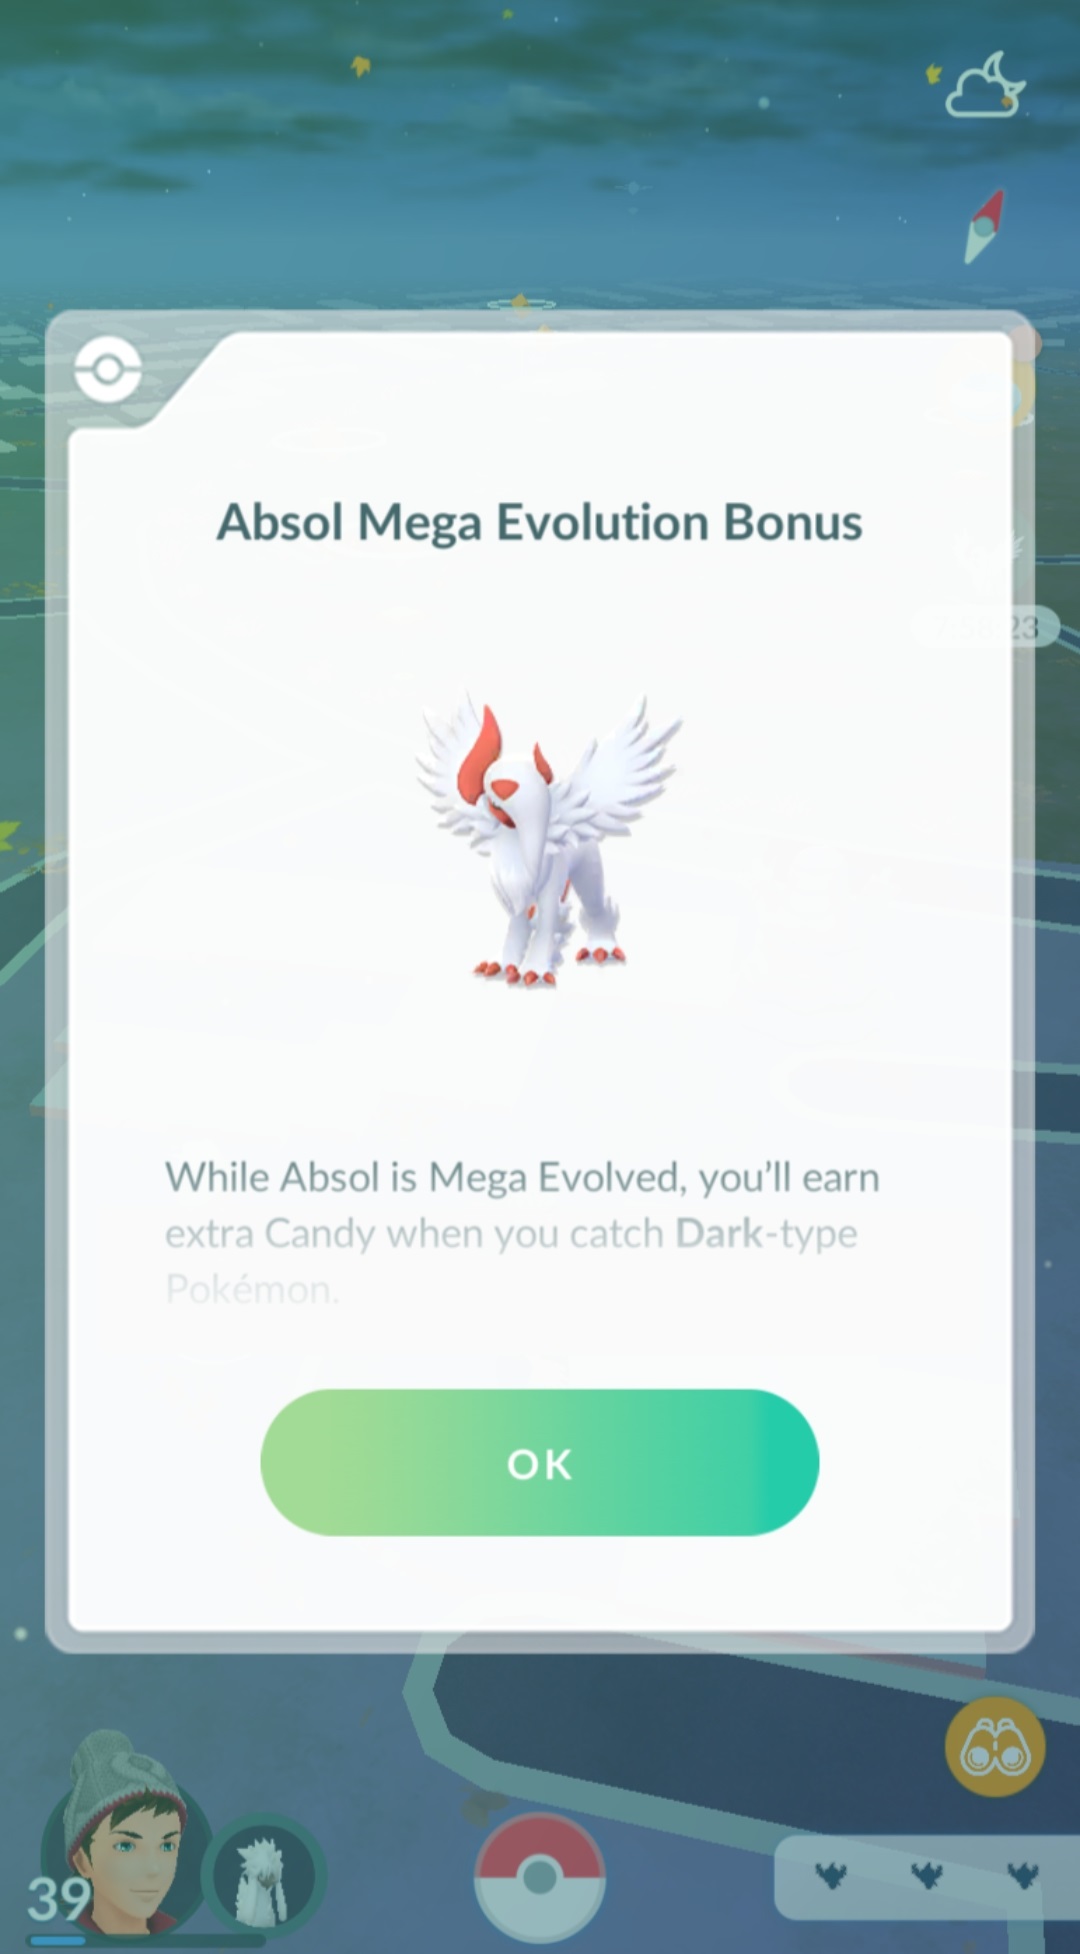 Absol Mega Evolution Bonus
While Absol is Mega Evolved, you'll earn
extra Candy when you catch Dark-type
Pokémon.
OK
39